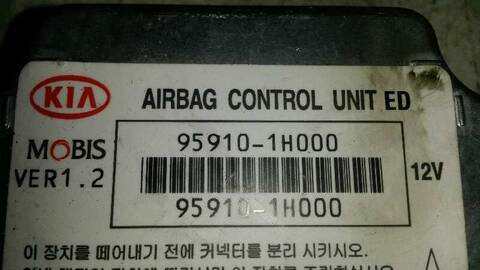 KIA
AIRBAG CONTROL UNIT ED
MOBIS
VER1.2
95910-1H000
12V
95910-1H000
이 장치를 떼어내기 전에 커넥터를 분리 시키시오.